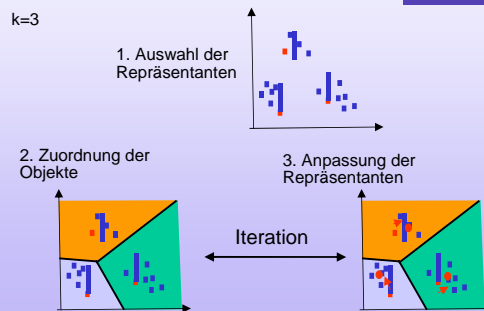 k=3
1. Auswahl der
Repräsentanten
2. Zuordnung der
Objekte
3. Anpassung der
Repräsentanten
Iteration